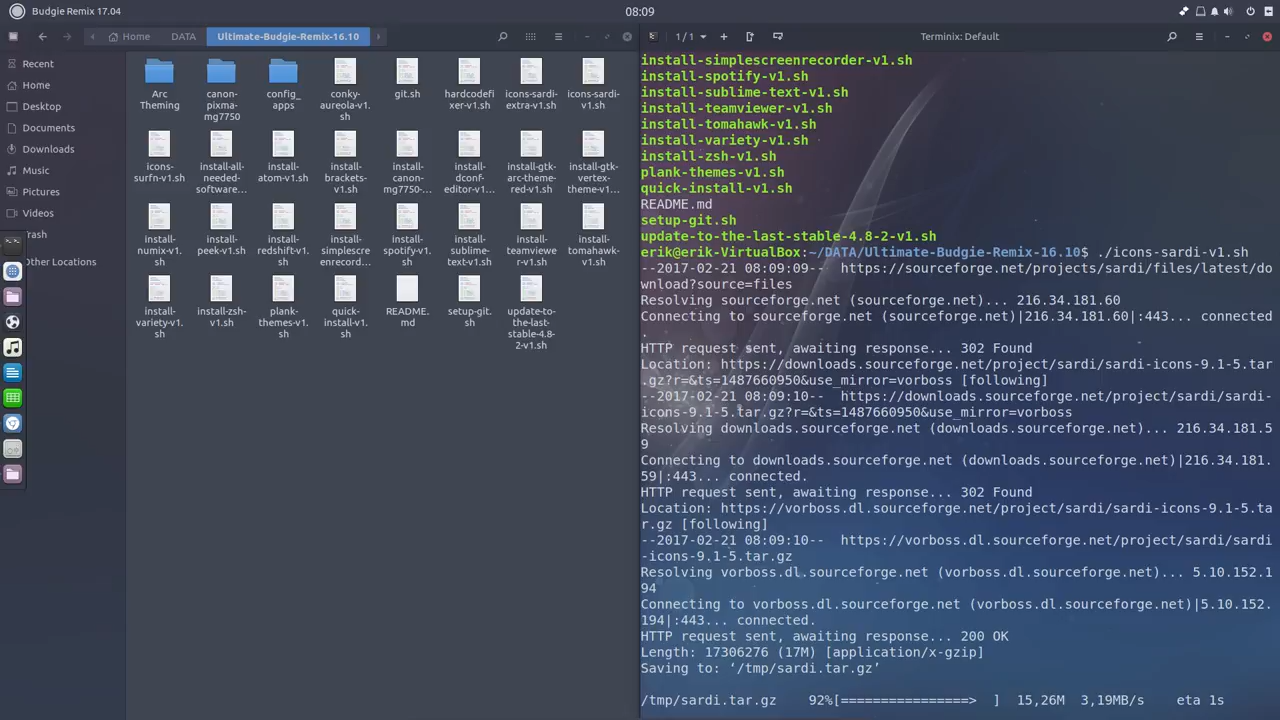 Budgie Remix 17.04
08:09
Home
DATA
Ultimate-Budgie-Remix-16.10
Recent
Home
Desktop
Documents
Downloads
Music
Pictures
Videos
Trash
Other Locations
Arc
Theming
canon-
pixma-
mg7750
config_
apps
conky-
aureola-v1.
sh
git.sh
hardcodefi
xer-v1.sh
icons-sardi-
extra-v1.sh
icons-sardi-
v1.sh
icons-
surfn-v1.sh
install-all-
needed-
software...
install-
atom-v1.sh
install-
brackets-
v1.sh
install-
canon-
mg7750-...
install-
dconf-
editor-v1...
install-gtk-
arc-theme-
red-v1.sh
install-gtk-
vertex-
theme-v1...
install-
numix-v1.
sh
install-
peek-v1.sh
install-
redshift-v1.
sh
install-
simplescre
enrecord...
install-
spotify-v1.
sh
install-
sublime-
text-v1.sh
install-
teamviewe
r-v1.sh
install-
tomahawk-
v1.sh
install-
variety-v1.
sh
install-zsh-
v1.sh
plank-
themes-v1.
sh
quick-
install-v1.
sh
README.
md
setup-git.
sh
update-to-
the-last-
stable-4.8-
2-v1.sh
1/1
Terminix: Default
install-simplescreenrecorder-v1.sh
install-spotify-v1.sh
install-sublime-text-v1.sh
install-teamviewer-v1.sh
install-tomahawk-v1.sh
install-variety-v1.sh
install-zsh-v1.sh
plank-themes-v1.sh
quick-install-v1.sh
README.md
setup-git.sh
update-to-the-last-stable-4.8-2-v1.sh
erik@erik-VirtualBox:~/DATA/Ultimate-Budgie-Remix-16.10$ ./icons-sardi-v1.sh
--2017-02-21 08:09:09--  https://sourceforge.net/projects/sardi/files/latest/do
wnload?source=files
Resolving sourceforge.net (sourceforge.net)... 216.34.181.60
Connecting to sourceforge.net (sourceforge.net)|216.34.181.60|:443... connected
.
HTTP request sent, awaiting response... 302 Found
Location: https://downloads.sourceforge.net/project/sardi/sardi-icons-9.1-5.tar
.gz?r=&ts=1487660950&use_mirror=vorboss [following]
--2017-02-21 08:09:10--  https://downloads.sourceforge.net/project/sardi/sardi-
icons-9.1-5.tar.gz?r=&ts=1487660950&use_mirror=vorboss
Resolving downloads.sourceforge.net (downloads.sourceforge.net)... 216.34.181.5
9
Connecting to downloads.sourceforge.net (downloads.sourceforge.net)|216.34.181.
59|:443... connected.
HTTP request sent, awaiting response... 302 Found
Location: https://vorboss.dl.sourceforge.net/project/sardi/sardi-icons-9.1-5.ta
r.gz [following]
--2017-02-21 08:09:10--  https://vorboss.dl.sourceforge.net/project/sardi/sardi
-icons-9.1-5.tar.gz
Resolving vorboss.dl.sourceforge.net (vorboss.dl.sourceforge.net)... 5.10.152.1
94
Connecting to vorboss.dl.sourceforge.net (vorboss.dl.sourceforge.net)|5.10.152.
194|:443... connected.
HTTP request sent, awaiting response... 200 OK
Length: 17306276 (17M) [application/x-gzip]
Saving to: ‘/tmp/sardi.tar.gz’
/tmp/sardi.tar.gz    92%[================>  ]  15,26M  3,19MB/s    eta 1s